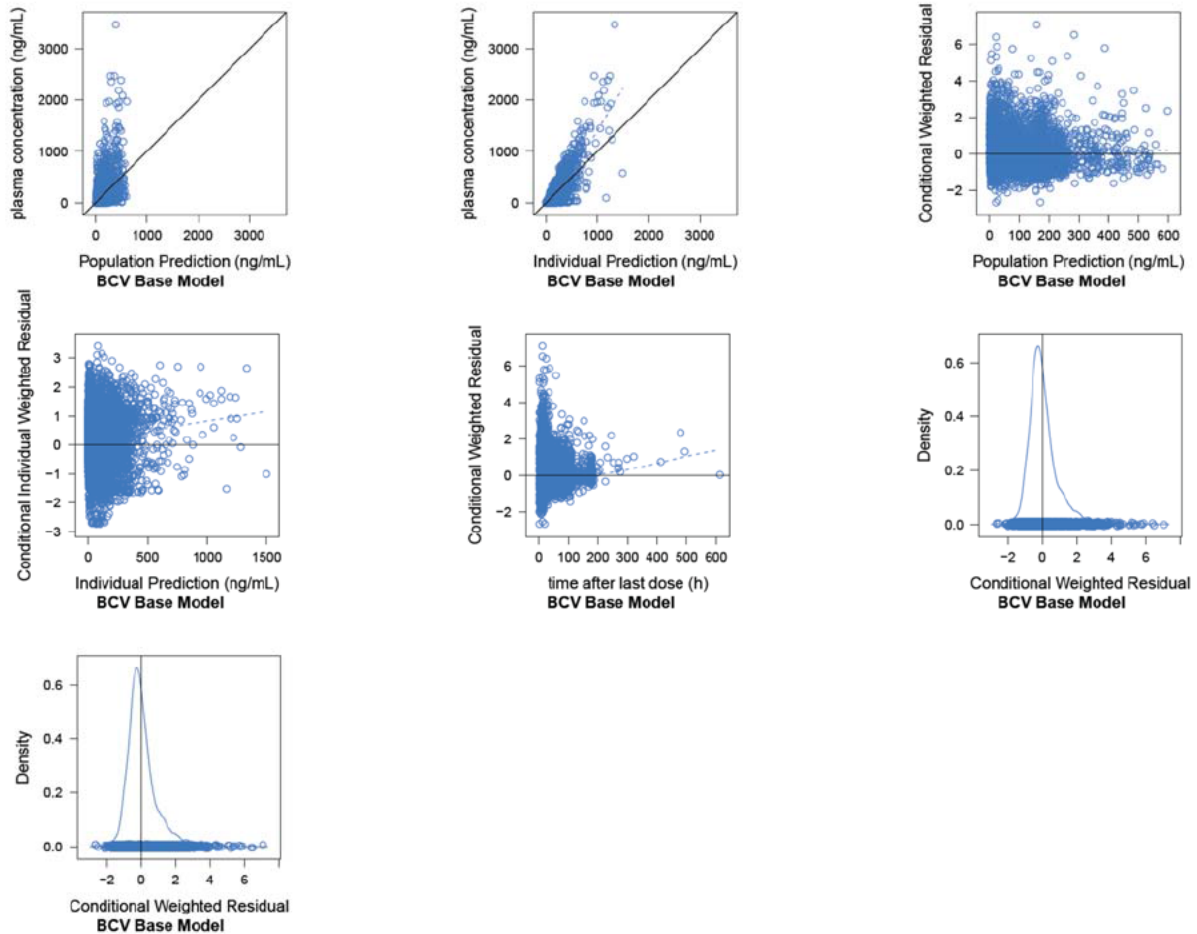 plasma concentration (ng/mL)
3000
2000
1000
0
0 1000 2000 3000
Population Prediction (ng/mL)
BCV Base Model
plasma concentration (ng/mL)
3000
2000
1000
0
0 1000 2000 3000
Individual Prediction (ng/mL)
BCV Base Model
Conditional Weighted Residual
6
4
2
0
−2
0 100 200 300 400 500 600
Population Prediction (ng/mL)
BCV Base Model
Conditional Individual Weighted Residual
3
2
1
0
−1
−2
−3
0 500 1000 1500
Individual Prediction (ng/mL)
BCV Base Model
Conditional Weighted Residual
6
4
2
0
−2
0 100 200 300 400 500 600
time after last dose (h)
BCV Base Model
Density
0.6
0.4
0.2
0.0
−2 0 2 4 6
Conditional Weighted Residual
BCV Base Model
Density
0.6
0.4
0.2
0.0
−2 0 2 4 6
Conditional Weighted Residual
BCV Base Model